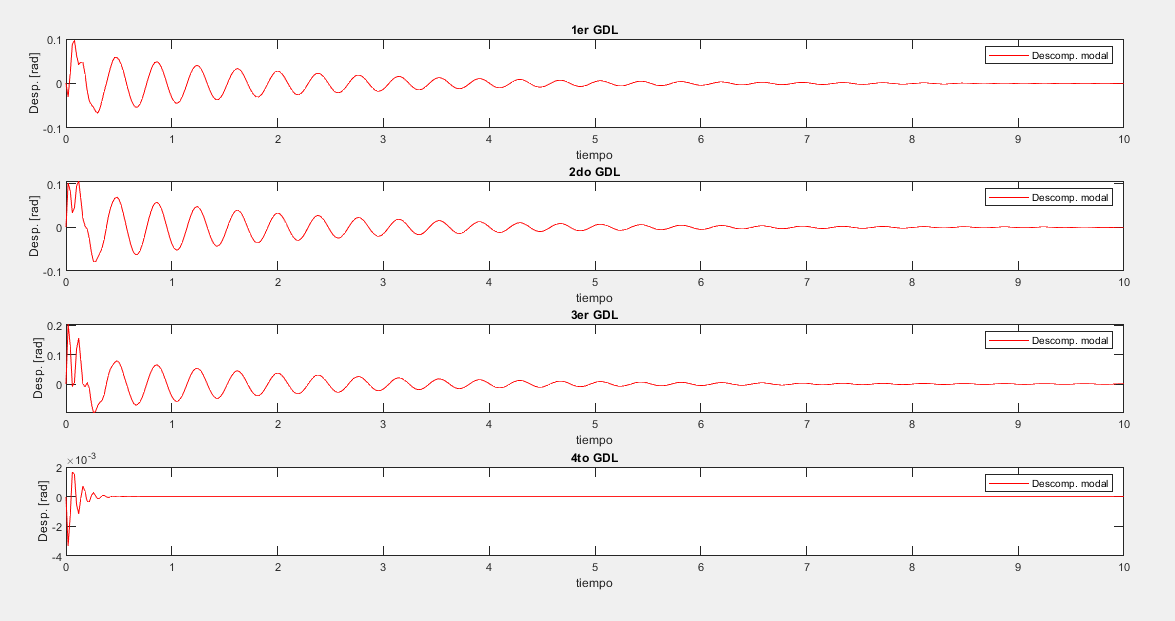 1er GDL
0.1
0
-0.1
Desp. [rad]
Descomp. modal
0 1 2 3 4 5 6 7 8 9 10
tiempo
2do GDL
0.1
0
-0.1
Desp. [rad]
Descomp. modal
0 1 2 3 4 5 6 7 8 9 10
tiempo
3er GDL
0.2
0.1
0
Desp. [rad]
Descomp. modal
0 1 2 3 4 5 6 7 8 9 10
tiempo
4to GDL
×10⁻³
2
0
-2
-4
Desp. [rad]
Descomp. modal
0 1 2 3 4 5 6 7 8 9 10
tiempo